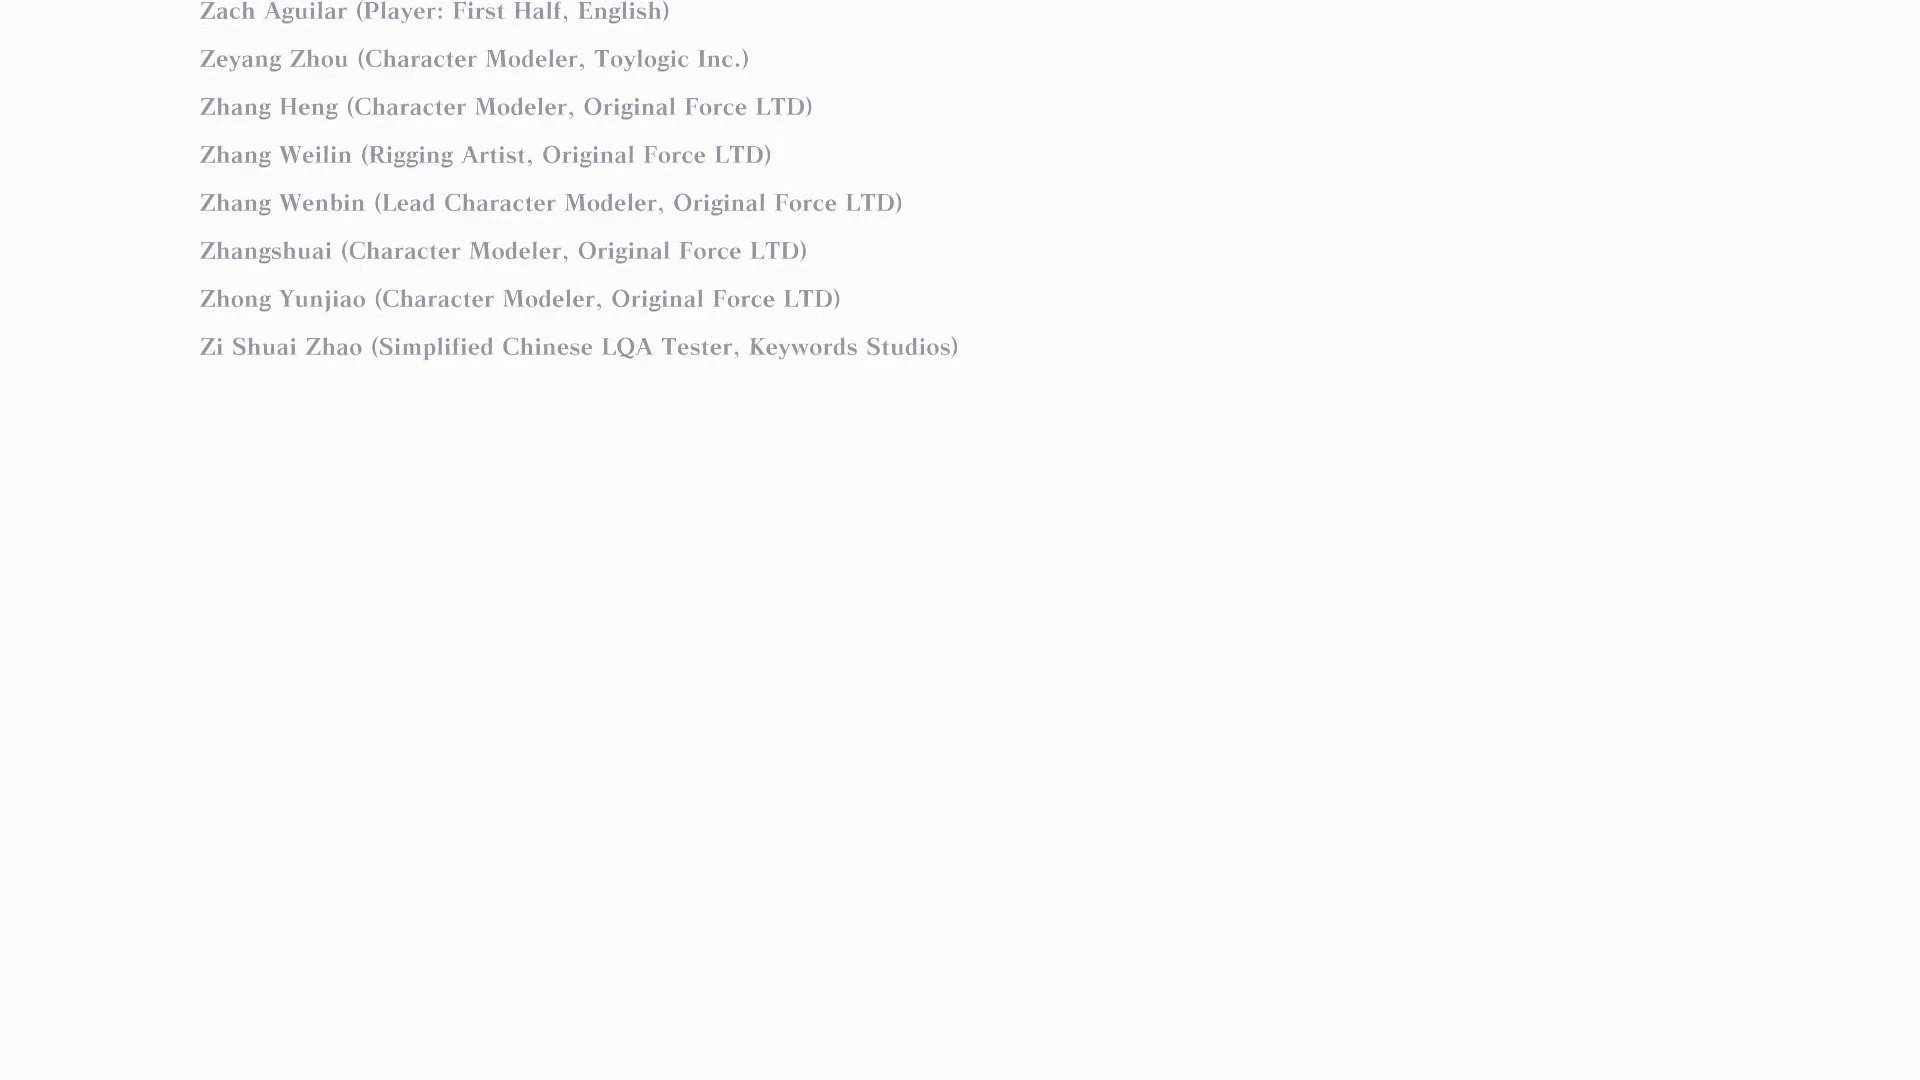 Zach Aguilar (Player: First Half, English)
Zeyang Zhou (Character Modeler, Toylogic Inc.)
Zhang Heng (Character Modeler, Original Force LTD)
Zhang Weilin (Rigging Artist, Original Force LTD)
Zhang Wenbin (Lead Character Modeler, Original Force LTD)
Zhangshuai (Character Modeler, Original Force LTD)
Zhong Yunjiao (Character Modeler, Original Force LTD)
Zi Shuai Zhao (Simplified Chinese LQA Tester, Keywords Studios)